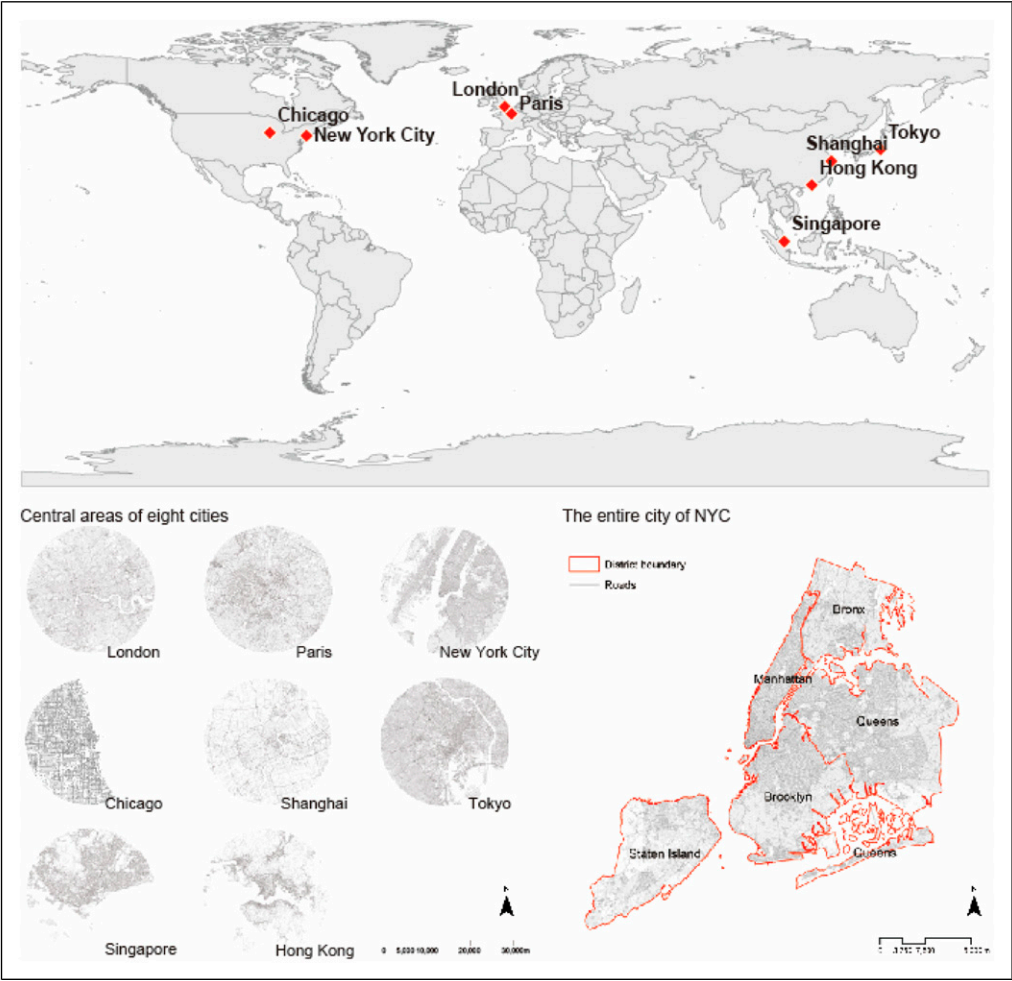 London
Paris
Chicago
New York City
Tokyo
Shanghai
Hong Kong
Singapore
Central areas of eight cities
The entire city of NYC
District boundary
Roads
Bronx
London
Paris
New York City
Manhattan
Queens
Chicago
Shanghai
Tokyo
Brooklyn
Staten Island
Queens
Singapore
Hong Kong
0 5,000 10,000 20,000 30,000m